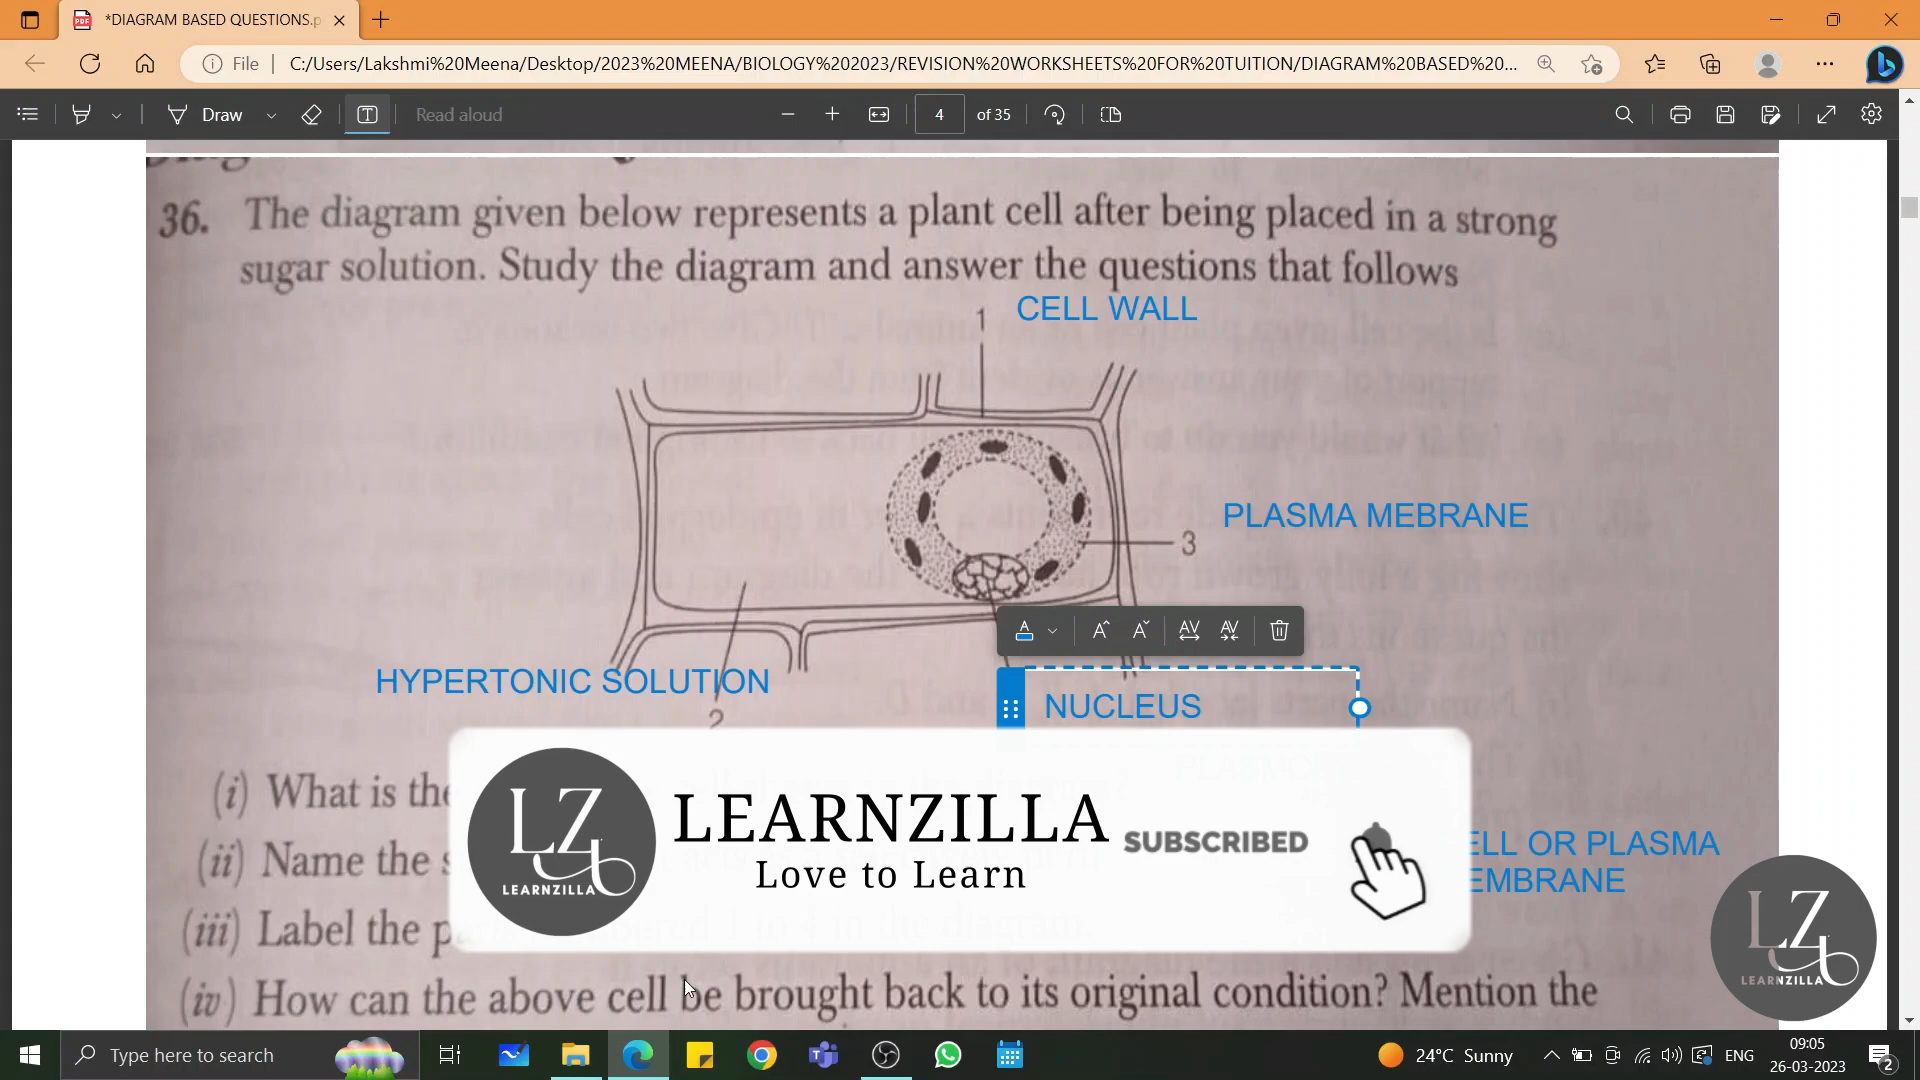 *DIAGRAM BASED QUESTIONS.p
File
C:/Users/Lakshmi%20Meena/Desktop/2023%20MEENA/BIOLOGY%202023/REVISION%20WORKSHEETS%20FOR%20TUITION/DIAGRAM%20BASED%20...
Draw
Read aloud
4
of 35
36. The diagram given below represents a plant cell after being placed in a strong
sugar solution. Study the diagram and answer the questions that follows
1
CELL WALL
PLASMA MEBRANE
3
HYPERTONIC SOLUTION
NUCLEUS
2
(i) What is the
(ii) Name the s
(iii) Label the p
(iv) How can the above cell be brought back to its original condition? Mention the
LZ
LEARNZILLA
LEARNZILLA
Love to Learn
SUBSCRIBED
ELL OR PLASMA
EMBRANE
LZ
LEARNZILLA
Type here to search
24°C Sunny
ENG
09:05
26-03-2023
2